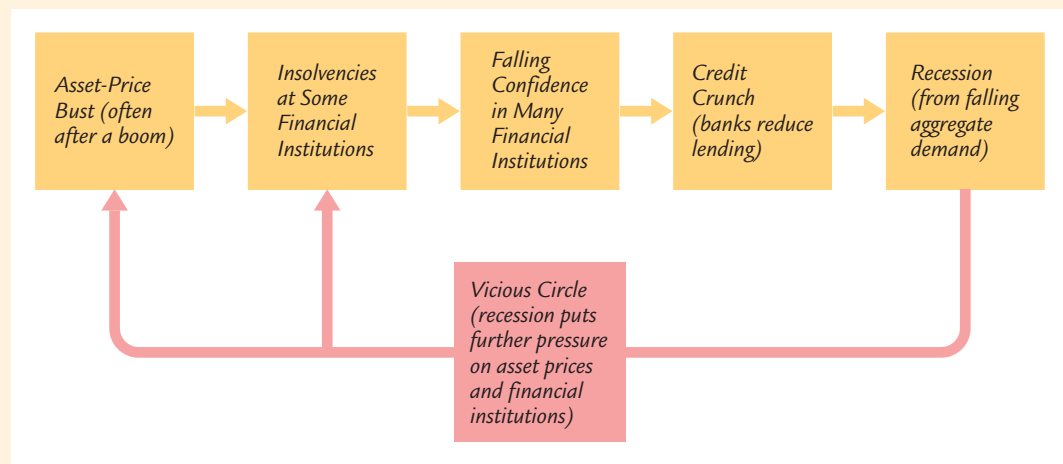 Asset-Price
Bust (often
after a boom)
Insolvencies
at Some
Financial
Institutions
Falling
Confidence
in Many
Financial
Institutions
Credit
Crunch
(banks reduce
lending)
Recession
(from falling
aggregate
demand)
Vicious Circle
(recession puts
further pressure
on asset prices
and financial
institutions)